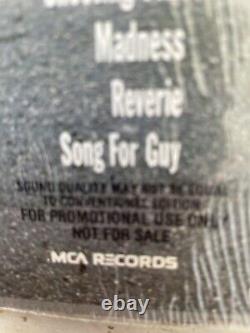 Madness
Reverie
Song For Guy
SOUND QUALITY MAY NOT BE EQUAL
TO CONVENTIONAL EDITION
FOR PROMOTIONAL USE ONLY
NOT FOR SALE
MCA RECORDS